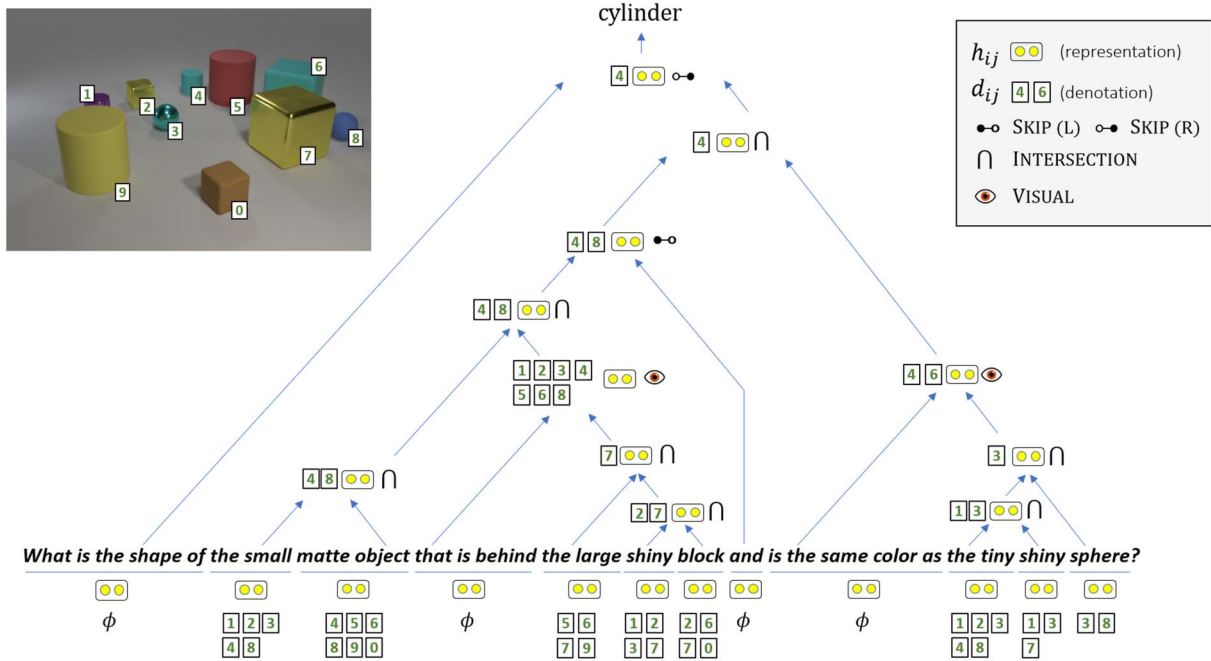 cylinder
4
h_ij (representation)
d_ij 4 6 (denotation)
SKIP (L) SKIP (R)
∩ INTERSECTION
VISUAL
1
2
3
4
5
6
7
8
9
0
4 ∩
4 8
4 8 ∩
1 2 3 4
5 6 8
4 6
7 ∩
3 ∩
4 8 ∩
2 7 ∩
1 3 ∩
What is the shape of the small matte object that is behind the large shiny block and is the same color as the tiny shiny sphere?
ϕ 1 2 3 4 5 6 ϕ 5 6 1 2 2 6 ϕ ϕ 1 2 3 1 3 3 8
4 8 8 9 0 7 9 3 7 7 0 4 8 7